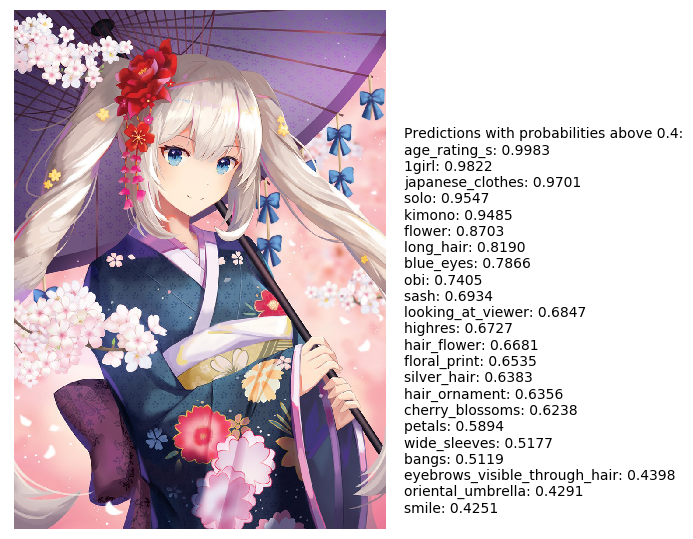 Predictions with probabilities above 0.4:
age_rating_s: 0.9983
1girl: 0.9822
japanese_clothes: 0.9701
solo: 0.9547
kimono: 0.9485
flower: 0.8703
long_hair: 0.8190
blue_eyes: 0.7866
obi: 0.7405
sash: 0.6934
looking_at_viewer: 0.6847
highres: 0.6727
hair_flower: 0.6681
floral_print: 0.6535
silver_hair: 0.6383
hair_ornament: 0.6356
cherry_blossoms: 0.6238
petals: 0.5894
wide_sleeves: 0.5177
bangs: 0.5119
eyebrows_visible_through_hair: 0.4398
oriental_umbrella: 0.4291
smile: 0.4251